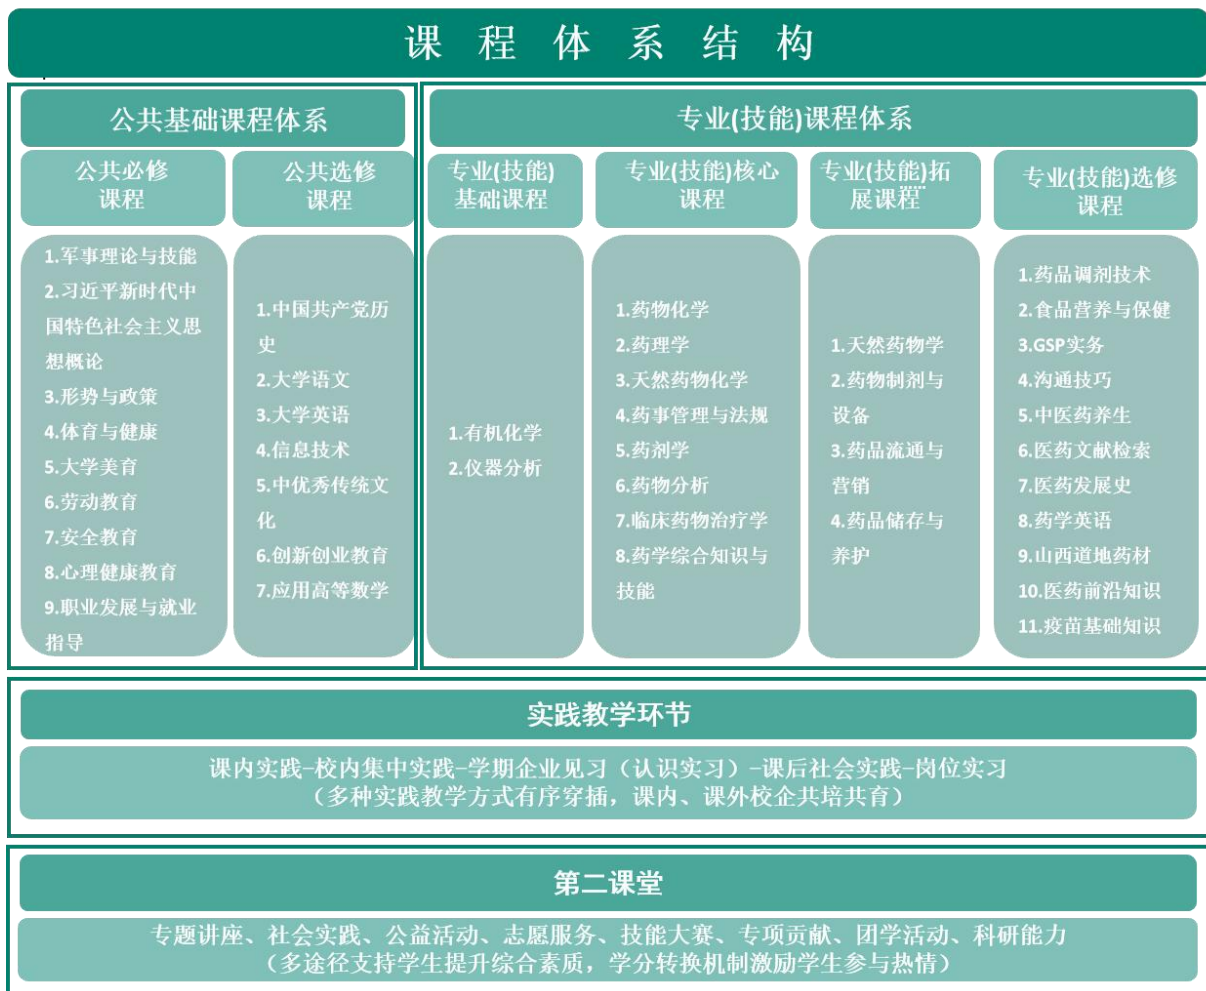 课程体系结构
公共基础课程体系
公共必修
课程
1.军事理论与技能
2.习近平新时代中
国特色社会主义思
想概论
3.形势与政策
4.体育与健康
5.大学美育
6.劳动教育
7.安全教育
8.心理健康教育
9.职业发展与就业
指导
公共选修
课程
1.中国共产党历
史
2.大学语文
3.大学英语
4.信息技术
5.中优秀传统文
化
6.创新创业教育
7.应用高等数学
专业(技能)课程体系
专业(技能)
基础课程
1.有机化学
2.仪器分析
专业(技能)核心
课程
1.药物化学
2.药理学
3.天然药物化学
4.药事管理与法规
5.药剂学
6.药物分析
7.临床药物治疗学
8.药学综合知识与
技能
专业(技能)拓
展课程
1.天然药物学
2.药物制剂与
设备
3.药品流通与
营销
4.药品储存与
养护
专业(技能)选修
课程
1.药品调剂技术
2.食品营养与保健
3.GSP实务
4.沟通技巧
5.中医药养生
6.医药文献检索
7.医药发展史
8.药学英语
9.山西道地药材
10.医药前沿知识
11.疫苗基础知识
实践教学环节
课内实践–校内集中实践–学期企业见习（认识实习）–课后社会实践–岗位实习
（多种实践教学方式有序穿插，课内、课外校企共培共育）
第二课堂
专题讲座、社会实践、公益活动、志愿服务、技能大赛、专项贡献、团学活动、科研能力
（多途径支持学生提升综合素质，学分转换机制激励学生参与热情）